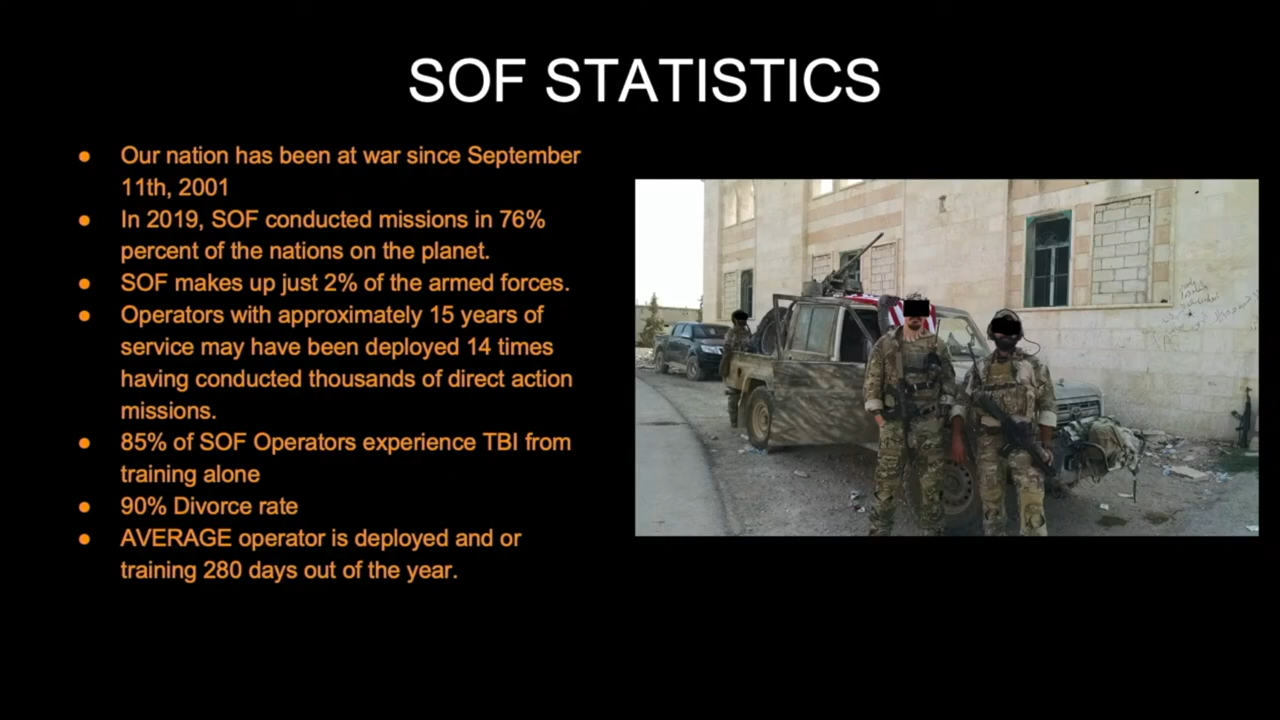 SOF STATISTICS
● Our nation has been at war since September
11th, 2001
● In 2019, SOF conducted missions in 76%
percent of the nations on the planet.
● SOF makes up just 2% of the armed forces.
● Operators with approximately 15 years of
service may have been deployed 14 times
having conducted thousands of direct action
missions.
● 85% of SOF Operators experience TBI from
training alone
● 90% Divorce rate
● AVERAGE operator is deployed and or
training 280 days out of the year.